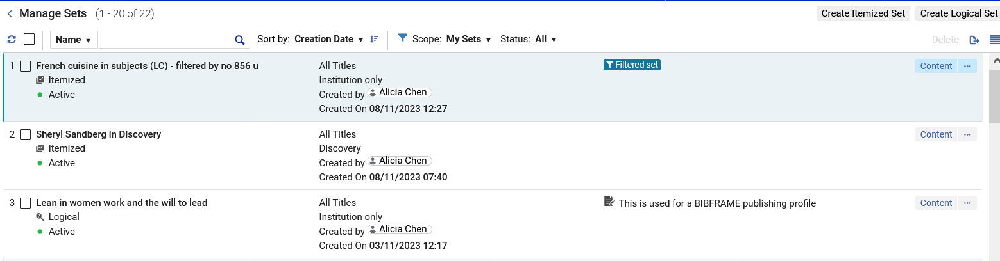 Manage Sets (1 - 20 of 22) Create Itemized Set Create Logical Set
Name Sort by: Creation Date Scope: My Sets Status: All Delete
1 French cuisine in subjects (LC) - filtered by no 856 u All Titles Filtered set Content ...
Itemized Institution only
Active Created by Alicia Chen
Created On 08/11/2023 12:27
2 Sheryl Sandberg in Discovery All Titles Content ...
Itemized Discovery
Active Created by Alicia Chen
Created On 08/11/2023 07:40
3 Lean in women work and the will to lead All Titles This is used for a BIBFRAME publishing profile Content ...
Logical Institution only
Active Created by Alicia Chen
Created On 03/11/2023 12:17